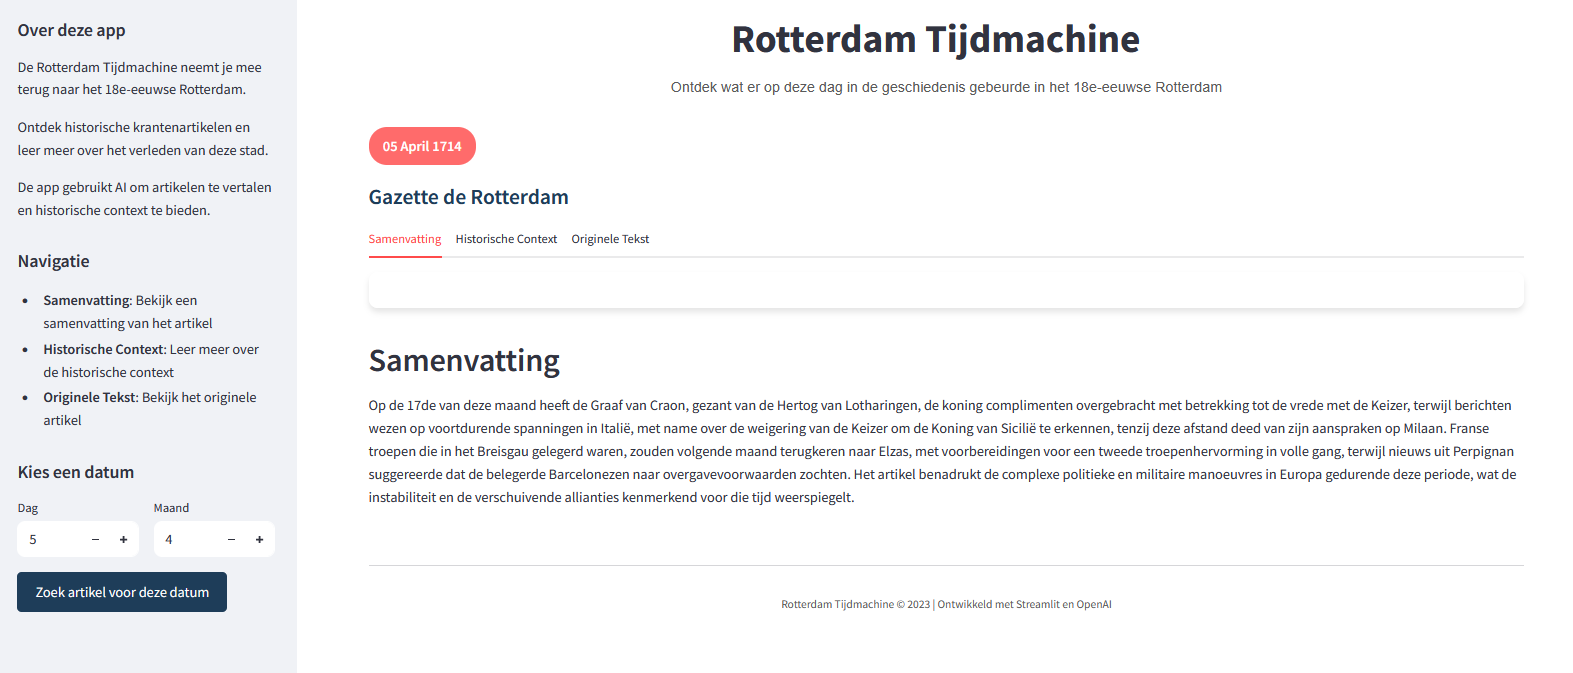 Over deze app
De Rotterdam Tijdmachine neemt je mee
terug naar het 18e-eeuwse Rotterdam.
Ontdek historische krantenartikelen en
leer meer over het verleden van deze stad.
De app gebruikt AI om artikelen te vertalen
en historische context te bieden.
Navigatie
• Samenvatting: Bekijk een
samenvatting van het artikel
• Historische Context: Leer meer over
de historische context
• Originele Tekst: Bekijk het originele
artikel
Kies een datum
Dag Maand
5 − + 4 − +
Zoek artikel voor deze datum
Rotterdam Tijdmachine
Ontdek wat er op deze dag in de geschiedenis gebeurde in het 18e-eeuwse Rotterdam
05 April 1714
Gazette de Rotterdam
Samenvatting Historische Context Originele Tekst
Samenvatting
Op de 17de van deze maand heeft de Graaf van Craon, gezant van de Hertog van Lotharingen, de koning complimenten overgebracht met betrekking tot de vrede met de Keizer, terwijl berichten
wezen op voortdurende spanningen in Italië, met name over de weigering van de Keizer om de Koning van Sicilië te erkennen, tenzij deze afstand deed van zijn aanspraken op Milaan. Franse
troepen die in het Breisgau gelegerd waren, zouden volgende maand terugkeren naar Elzas, met voorbereidingen voor een tweede troepenhervorming in volle gang, terwijl nieuws uit Perpignan
suggereerde dat de belegerde Barcelonezen naar overgavevoorwaarden zochten. Het artikel benadrukt de complexe politieke en militaire manoeuvres in Europa gedurende deze periode, wat de
instabiliteit en de verschuivende allianties kenmerkend voor die tijd weerspiegelt.
Rotterdam Tijdmachine © 2023 | Ontwikkeld met Streamlit en OpenAI